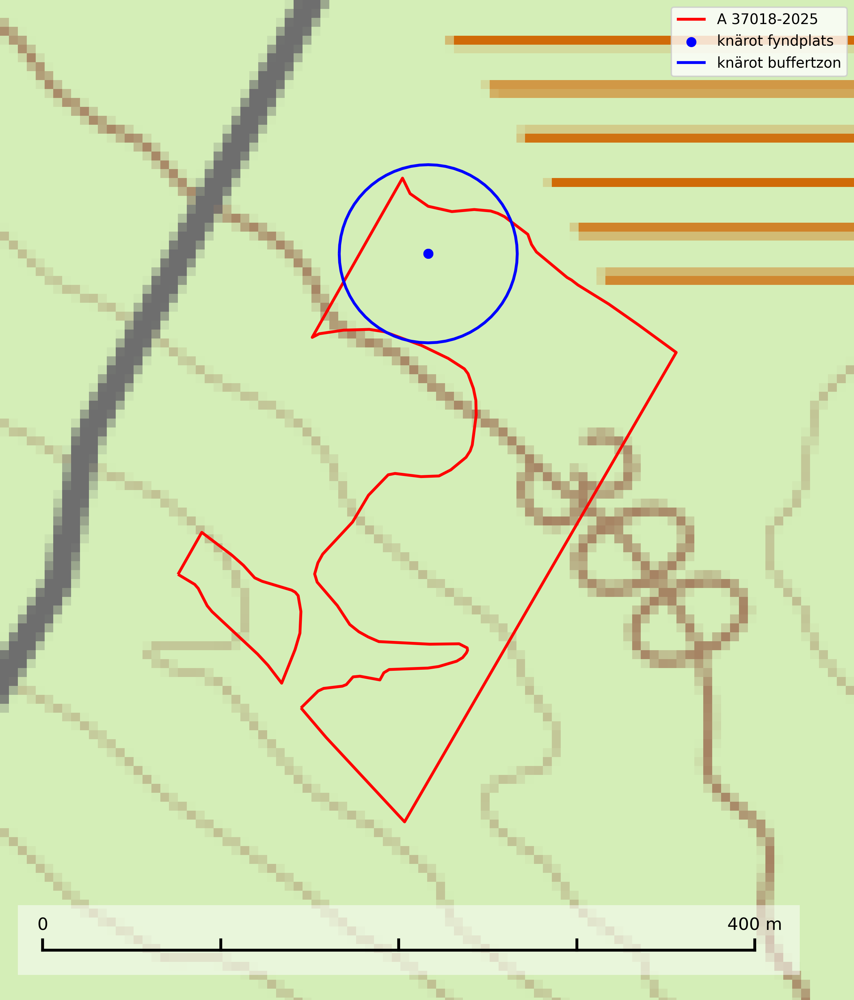 A 37018-2025
knärot fyndplats
knärot buffertzon
0
400 m